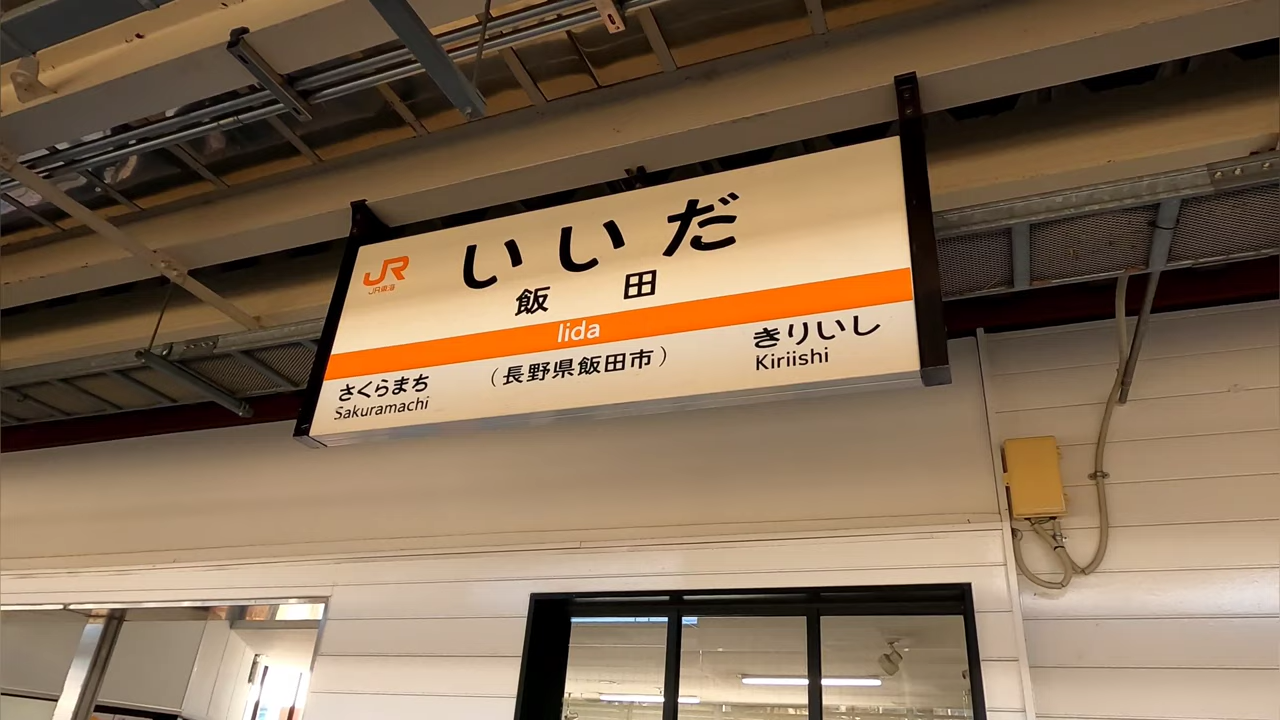 JR
JR東海
いいだ
飯田
Iida
(長野県飯田市)
さくらまち
Sakuramachi
きりいし
Kiriishi